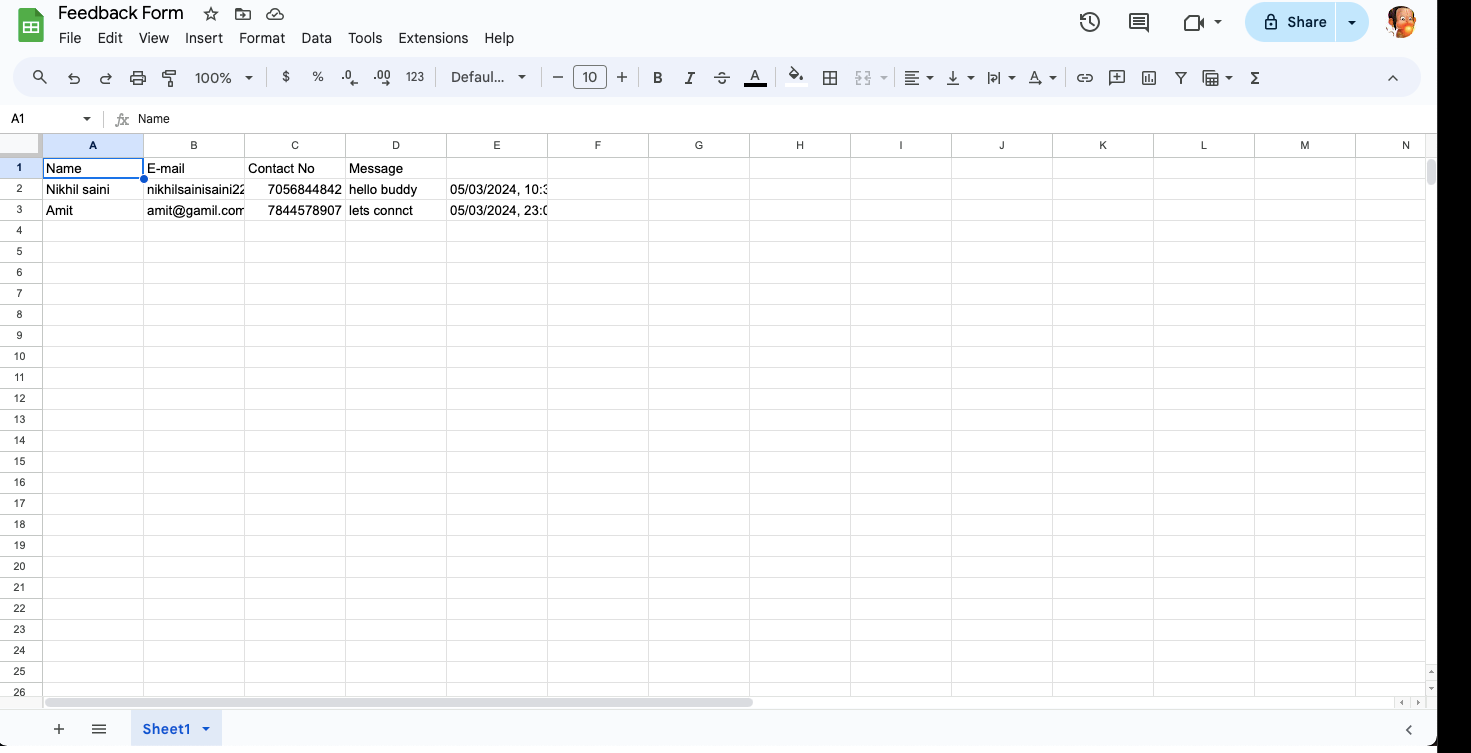 Feedback Form
File Edit View Insert Format Data Tools Extensions Help
Share
100% $ % .0 .00 123 Defaul... 10 B I A A Σ
A1 fx Name
A B C D E F G H I J K L M N
1 Name E-mail Contact No Message
2 Nikhil saini nikhilsainisaini22 7056844842 hello buddy 05/03/2024, 10:3
3 Amit amit@gamil.com 7844578907 lets connct 05/03/2024, 23:0
4
5
6
7
8
9
10
11
12
13
14
15
16
17
18
19
20
21
22
23
24
25
26
Sheet1